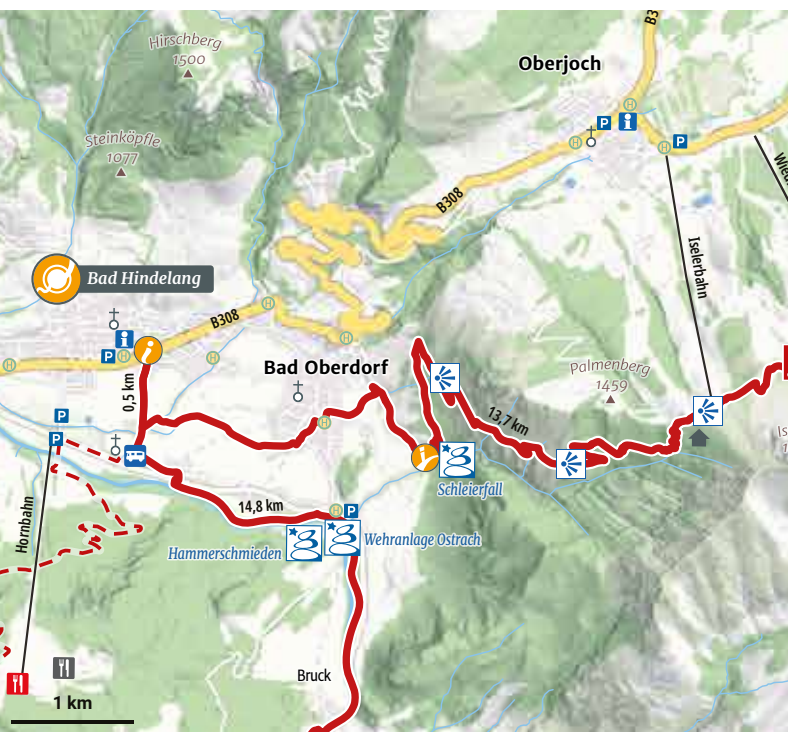 B3
Hirschberg
1500
Oberjoch
P
i
H
H
P
H
Steinköpfle
1077
B308
Iselerbahn
Bad Hindelang
H
B308
i
i
P
H
H
H
H
Bad Oberdorf
Palmenberg
1459
0,5 km
13,7 km
P
P
H
i
Schleierfall
Hornbahn
14,8 km
H
P
Hammerschmieden
Wehranlage Ostrach
Bruck
1 km